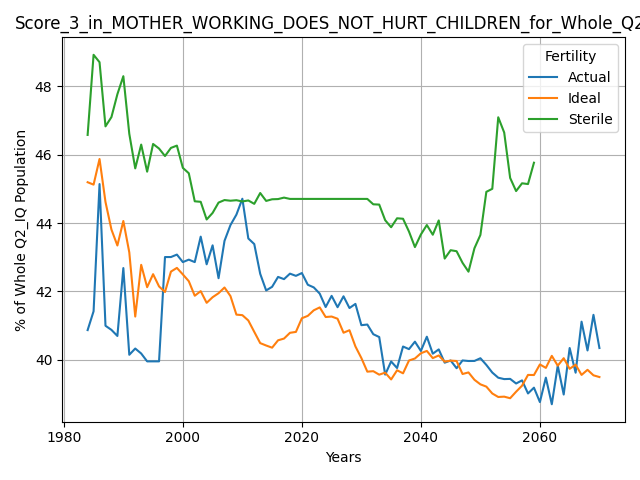 Score_3_in_MOTHER_WORKING_DOES_NOT_HURT_CHILDREN_for_Whole_Q2
Fertility
Actual
Ideal
Sterile
% of Whole Q2_IQ Population
48
46
44
42
40
1980 2000 2020 2040 2060
Years